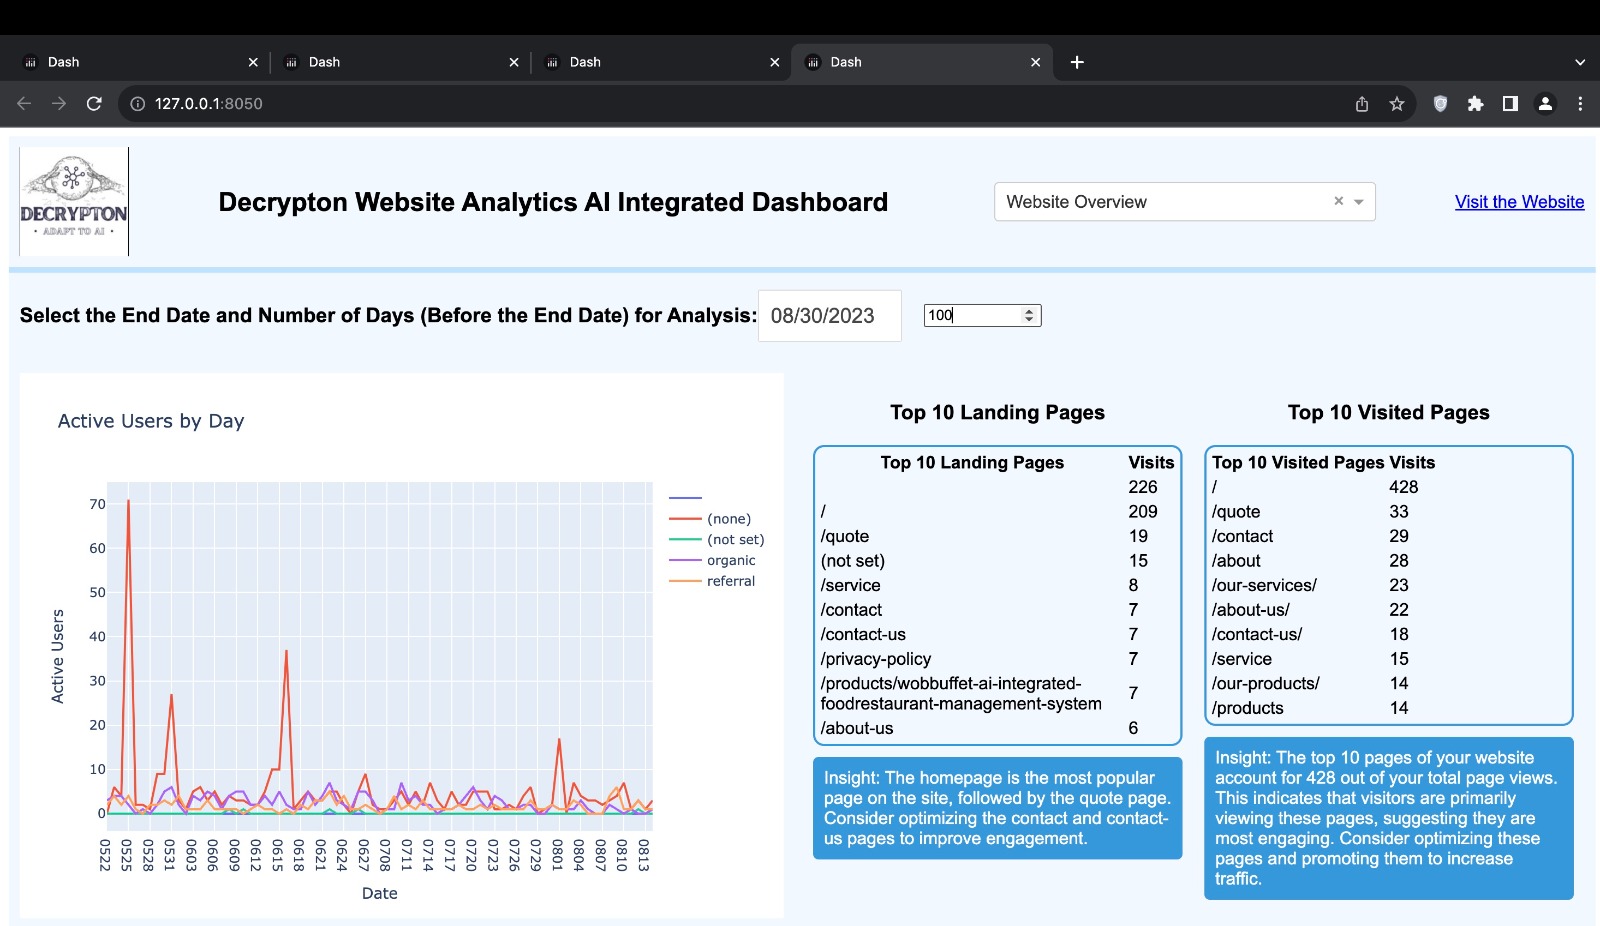 Dash
Dash
Dash
Dash
127.0.0.1:8050
DECRYPTON
• ADAPT TO AI •
Decrypton Website Analytics AI Integrated Dashboard
Website Overview
Visit the Website
Select the End Date and Number of Days (Before the End Date) for Analysis:
08/30/2023
100
Active Users by Day
Active Users
70
60
50
40
30
20
10
0
0522
0525
0528
0531
0603
0606
0609
0612
0615
0618
0621
0624
0627
0708
0711
0714
0717
0720
0723
0726
0729
0801
0804
0807
0810
0813
Date
(none)
(not set)
organic
referral
Top 10 Landing Pages
Top 10 Landing Pages Visits
226
/ 209
/quote 19
(not set) 15
/service 8
/contact 7
/contact-us 7
/privacy-policy 7
/products/wobbuffet-ai-integrated-
foodrestaurant-management-system 7
/about-us 6
Insight: The homepage is the most popular
page on the site, followed by the quote page.
Consider optimizing the contact and contact-
us pages to improve engagement.
Top 10 Visited Pages
Top 10 Visited Pages Visits
/ 428
/quote 33
/contact 29
/about 28
/our-services/ 23
/about-us/ 22
/contact-us/ 18
/service 15
/our-products/ 14
/products 14
Insight: The top 10 pages of your website
account for 428 out of your total page views.
This indicates that visitors are primarily
viewing these pages, suggesting they are
most engaging. Consider optimizing these
pages and promoting them to increase
traffic.